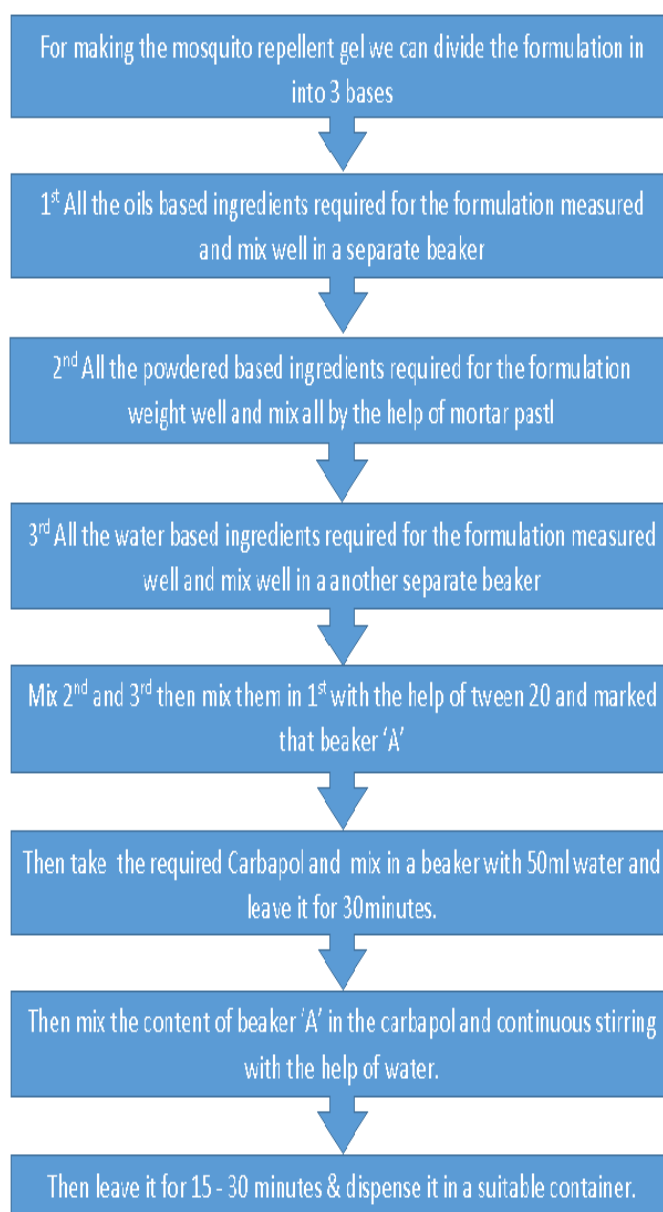 For making the mosquito repellent gel we can divide the formulation in
into 3 bases
1st All the oils based ingredients required for the formulation measured
and mix well in a separate beaker
2nd All the powdered based ingredients required for the formulation
weight well and mix all by the help of mortar pastl
3rd All the water based ingredients required for the formulation measured
well and mix well in a another separate beaker
Mix 2nd and 3rd then mix them in 1st with the help of tween 20 and marked
that beaker ‘A’
Then take the required Carbapol and mix in a beaker with 50ml water and
leave it for 30minutes.
Then mix the content of beaker ‘A’ in the carbapol and continuous stirring
with the help of water.
Then leave it for 15 - 30 minutes & dispense it in a suitable container.